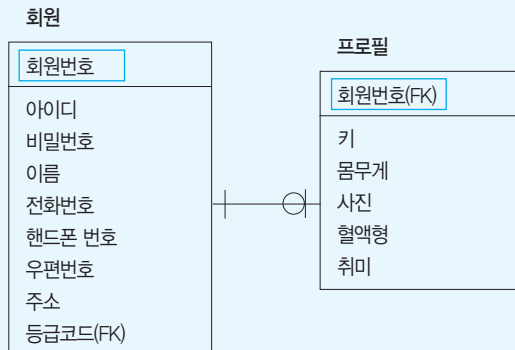 회원
회원번호
아이디
비밀번호
이름
전화번호
핸드폰 번호
우편번호
주소
등급코드(FK)
프로필
회원번호(FK)
키
몸무게
사진
혈액형
취미